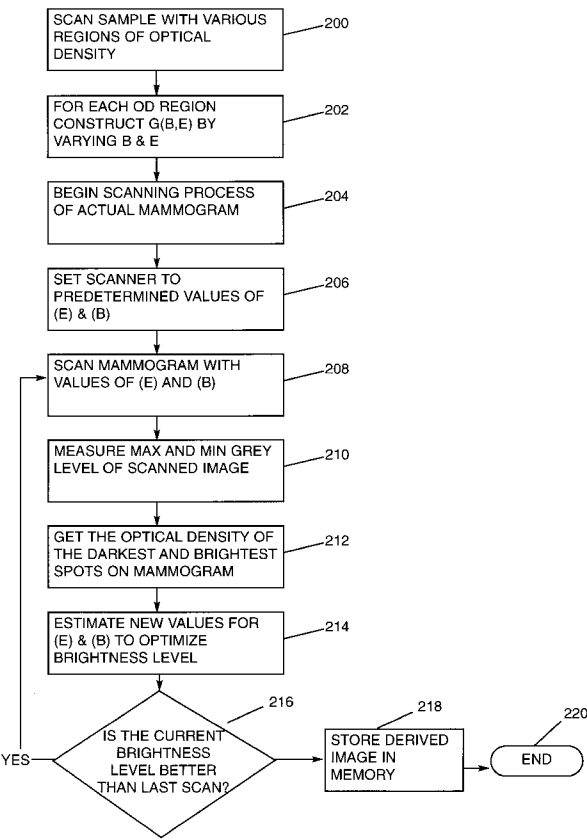 SCAN SAMPLE WITH VARIOUS
REGIONS OF OPTICAL
DENSITY
200
FOR EACH OD REGION
CONSTRUCT G(B,E) BY
VARYING B & E
202
BEGIN SCANNING PROCESS
OF ACTUAL MAMMOGRAM
204
SET SCANNER TO
PREDETERMINED VALUES OF
(E) & (B)
206
SCAN MAMMOGRAM WITH
VALUES OF (E) AND (B)
208
MEASURE MAX AND MIN GREY
LEVEL OF SCANNED IMAGE
210
GET THE OPTICAL DENSITY OF
THE DARKEST AND BRIGHTEST
SPOTS ON MAMMOGRAM
212
ESTIMATE NEW VALUES FOR
(E) & (B) TO OPTIMIZE
BRIGHTNESS LEVEL
214
IS THE CURRENT
BRIGHTNESS
LEVEL BETTER
THAN LAST SCAN?
216
YES
STORE DERIVED
IMAGE IN
MEMORY
218
END
220